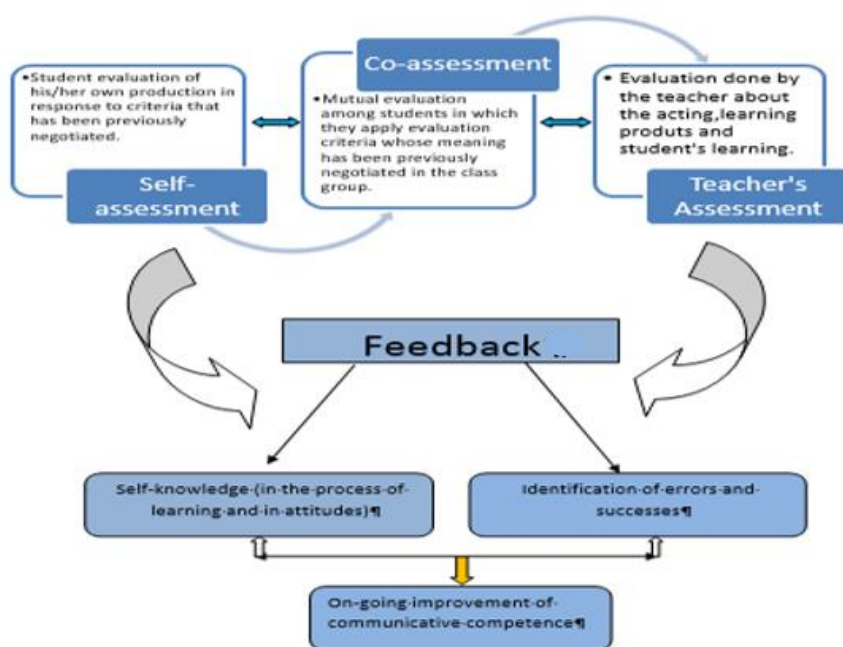 •Student evaluation of
his/her own production in
response to criteria that
has been previously
negotiated.
Self-
assessment
Co-assessment
•Mutual evaluation
among students in which
they apply evaluation
criteria whose meaning
has been previously
negotiated in the class
group.
• Evaluation done by
the teacher about
the acting,learning
produts and
student's learning.
Teacher's
Assessment
Feedback
Self-knowledge·(in·the·process·of·
learning·and·in·attitudes)¶
Identification·of·errors·and·
successes¶
On-going·improvement·of·
communicative·competence¶